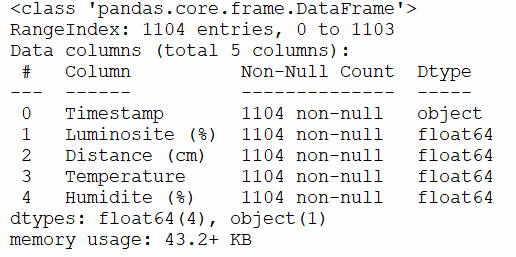 <class 'pandas.core.frame.DataFrame'>
RangeIndex: 1104 entries, 0 to 1103
Data columns (total 5 columns):
 #   Column          Non-Null Count  Dtype
---  ------          --------------  -----
 0   Timestamp       1104 non-null   object
 1   Luminosite (%)  1104 non-null   float64
 2   Distance (cm)   1104 non-null   float64
 3   Temperature     1104 non-null   float64
 4   Humidite (%)    1104 non-null   float64
dtypes: float64(4), object(1)
memory usage: 43.2+ KB